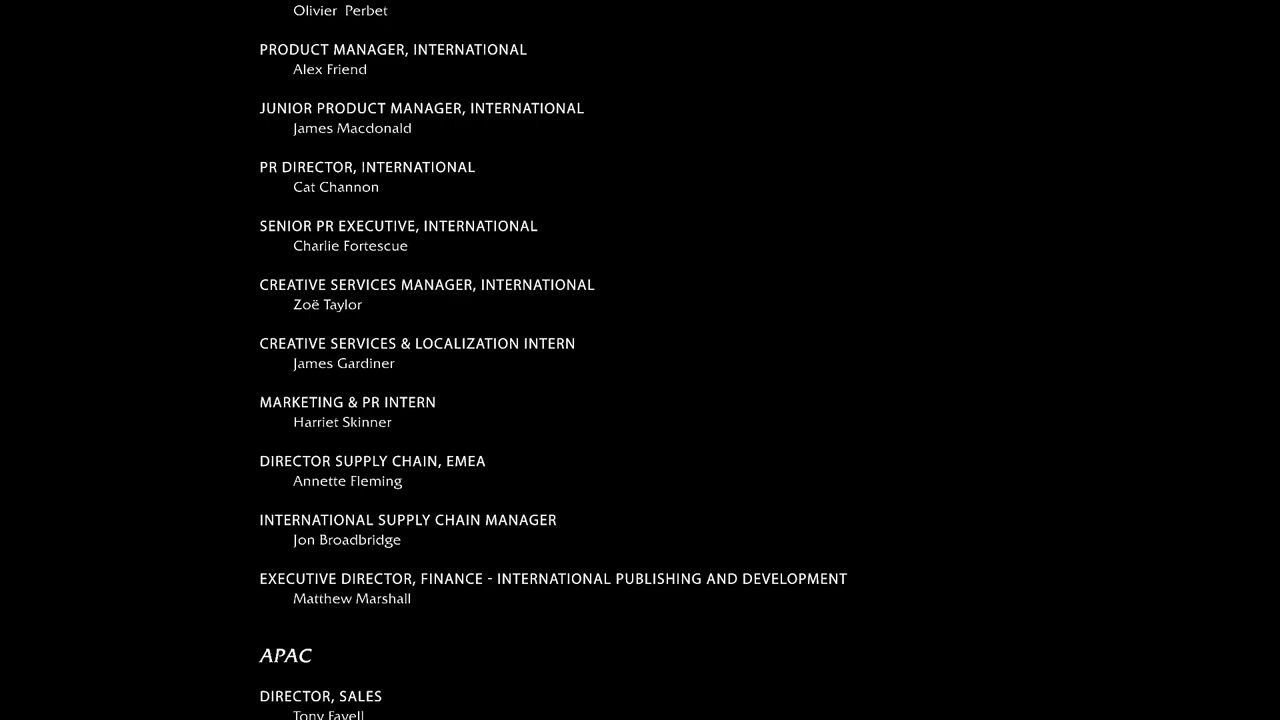 Olivier Perbet
PRODUCT MANAGER, INTERNATIONAL
Alex Friend
JUNIOR PRODUCT MANAGER, INTERNATIONAL
James Macdonald
PR DIRECTOR, INTERNATIONAL
Cat Channon
SENIOR PR EXECUTIVE, INTERNATIONAL
Charlie Fortescue
CREATIVE SERVICES MANAGER, INTERNATIONAL
Zoë Taylor
CREATIVE SERVICES & LOCALIZATION INTERN
James Gardiner
MARKETING & PR INTERN
Harriet Skinner
DIRECTOR SUPPLY CHAIN, EMEA
Annette Fleming
INTERNATIONAL SUPPLY CHAIN MANAGER
Jon Broadbridge
EXECUTIVE DIRECTOR, FINANCE - INTERNATIONAL PUBLISHING AND DEVELOPMENT
Matthew Marshall
APAC
DIRECTOR, SALES
Tony Favell